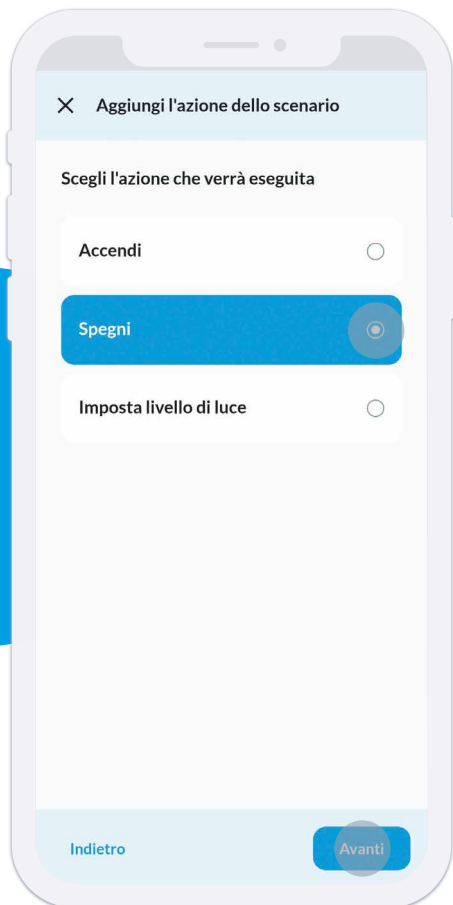 Aggiungi l'azione dello scenario
Scegli l'azione che verrà eseguita
Accendi
Spegni
Imposta livello di luce
Indietro
Avanti